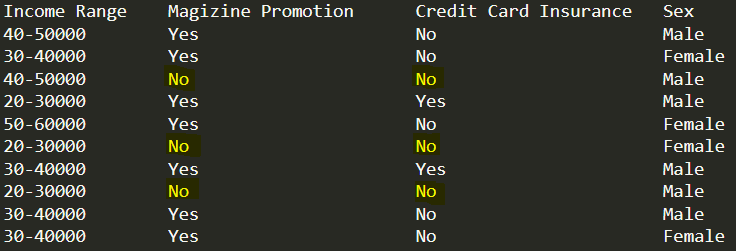 Income Range Magizine Promotion Credit Card Insurance Sex
40-50000 Yes No Male
30-40000 Yes No Female
40-50000 No No Male
20-30000 Yes Yes Male
50-60000 Yes No Female
20-30000 No No Female
30-40000 Yes Yes Male
20-30000 No No Male
30-40000 Yes No Male
30-40000 Yes No Female